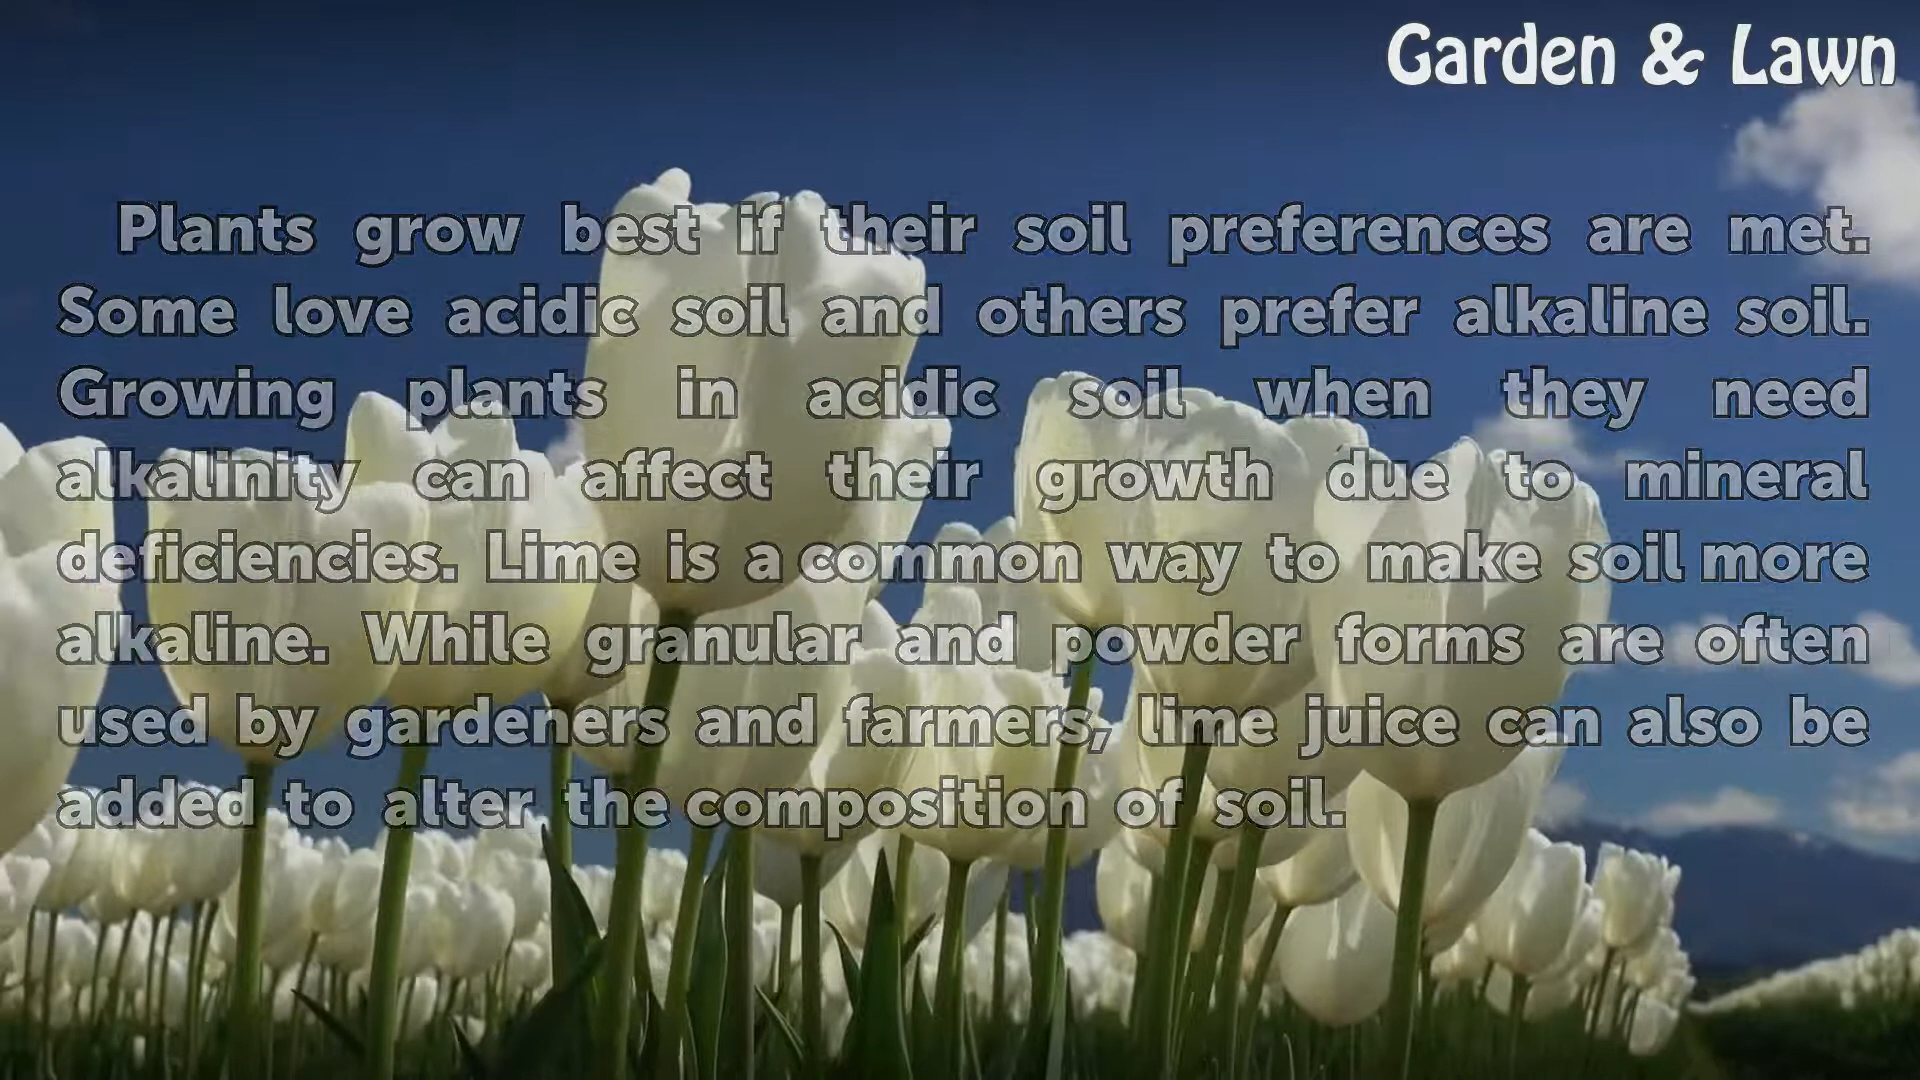 Garden & Lawn
Plants grow best if their soil preferences are met.
Some love acidic soil and others prefer alkaline soil.
Growing plants in acidic soil when they need
alkalinity can affect their growth due to mineral
deficiencies. Lime is a common way to make soil more
alkaline. While granular and powder forms are often
used by gardeners and farmers, lime juice can also be
added to alter the composition of soil.